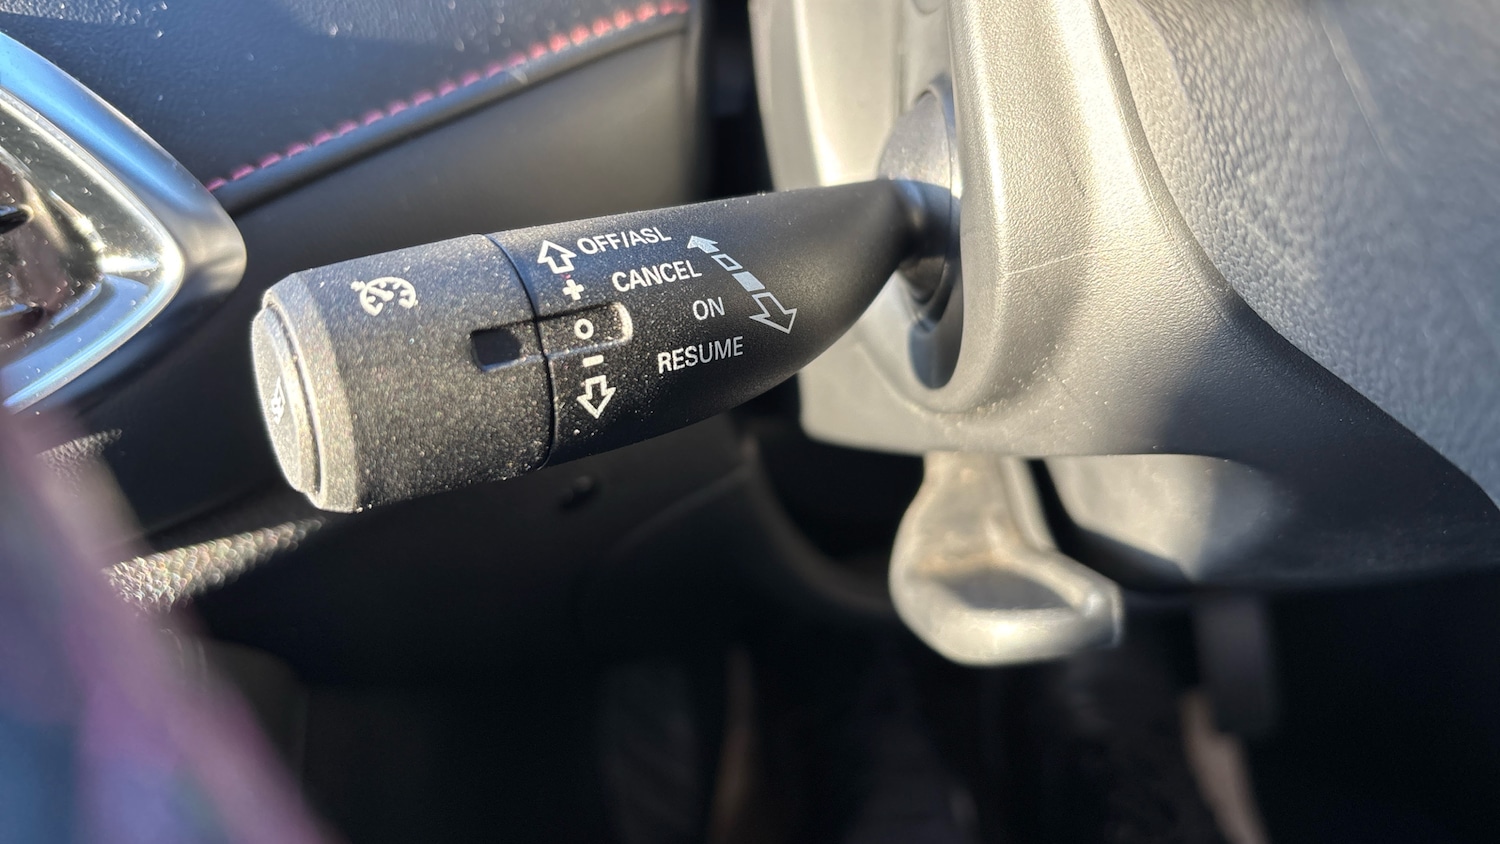 OFF/ASL
+ CANCEL
O ON
- RESUME